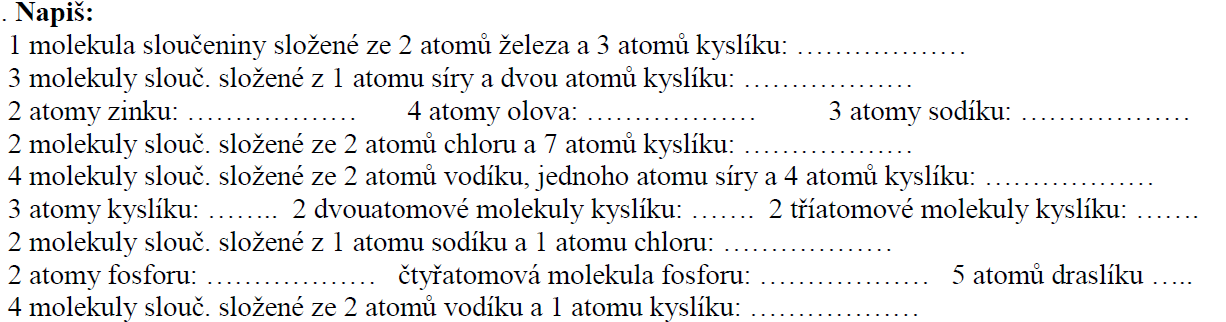 . Napiš:
1 molekula sloučeniny složené ze 2 atomů železa a 3 atomů kyslíku: ………………
3 molekuly slouč. složené z 1 atomu síry a dvou atomů kyslíku: ………………
2 atomy zinku: ……………… 4 atomy olova: ……………… 3 atomy sodíku: ………………
2 molekuly slouč. složené ze 2 atomů chloru a 7 atomů kyslíku: ………………
4 molekuly slouč. složené ze 2 atomů vodíku, jednoho atomu síry a 4 atomů kyslíku: ………………
3 atomy kyslíku: …….. 2 dvouatomové molekuly kyslíku: ……. 2 tříatomové molekuly kyslíku: …….
2 molekuly slouč. složené z 1 atomu sodíku a 1 atomu chloru: ………………
2 atomy fosforu: ……………… čtyřatomová molekula fosforu: ……………… 5 atomů draslíku …..
4 molekuly slouč. složené ze 2 atomů vodíku a 1 atomu kyslíku: ………………